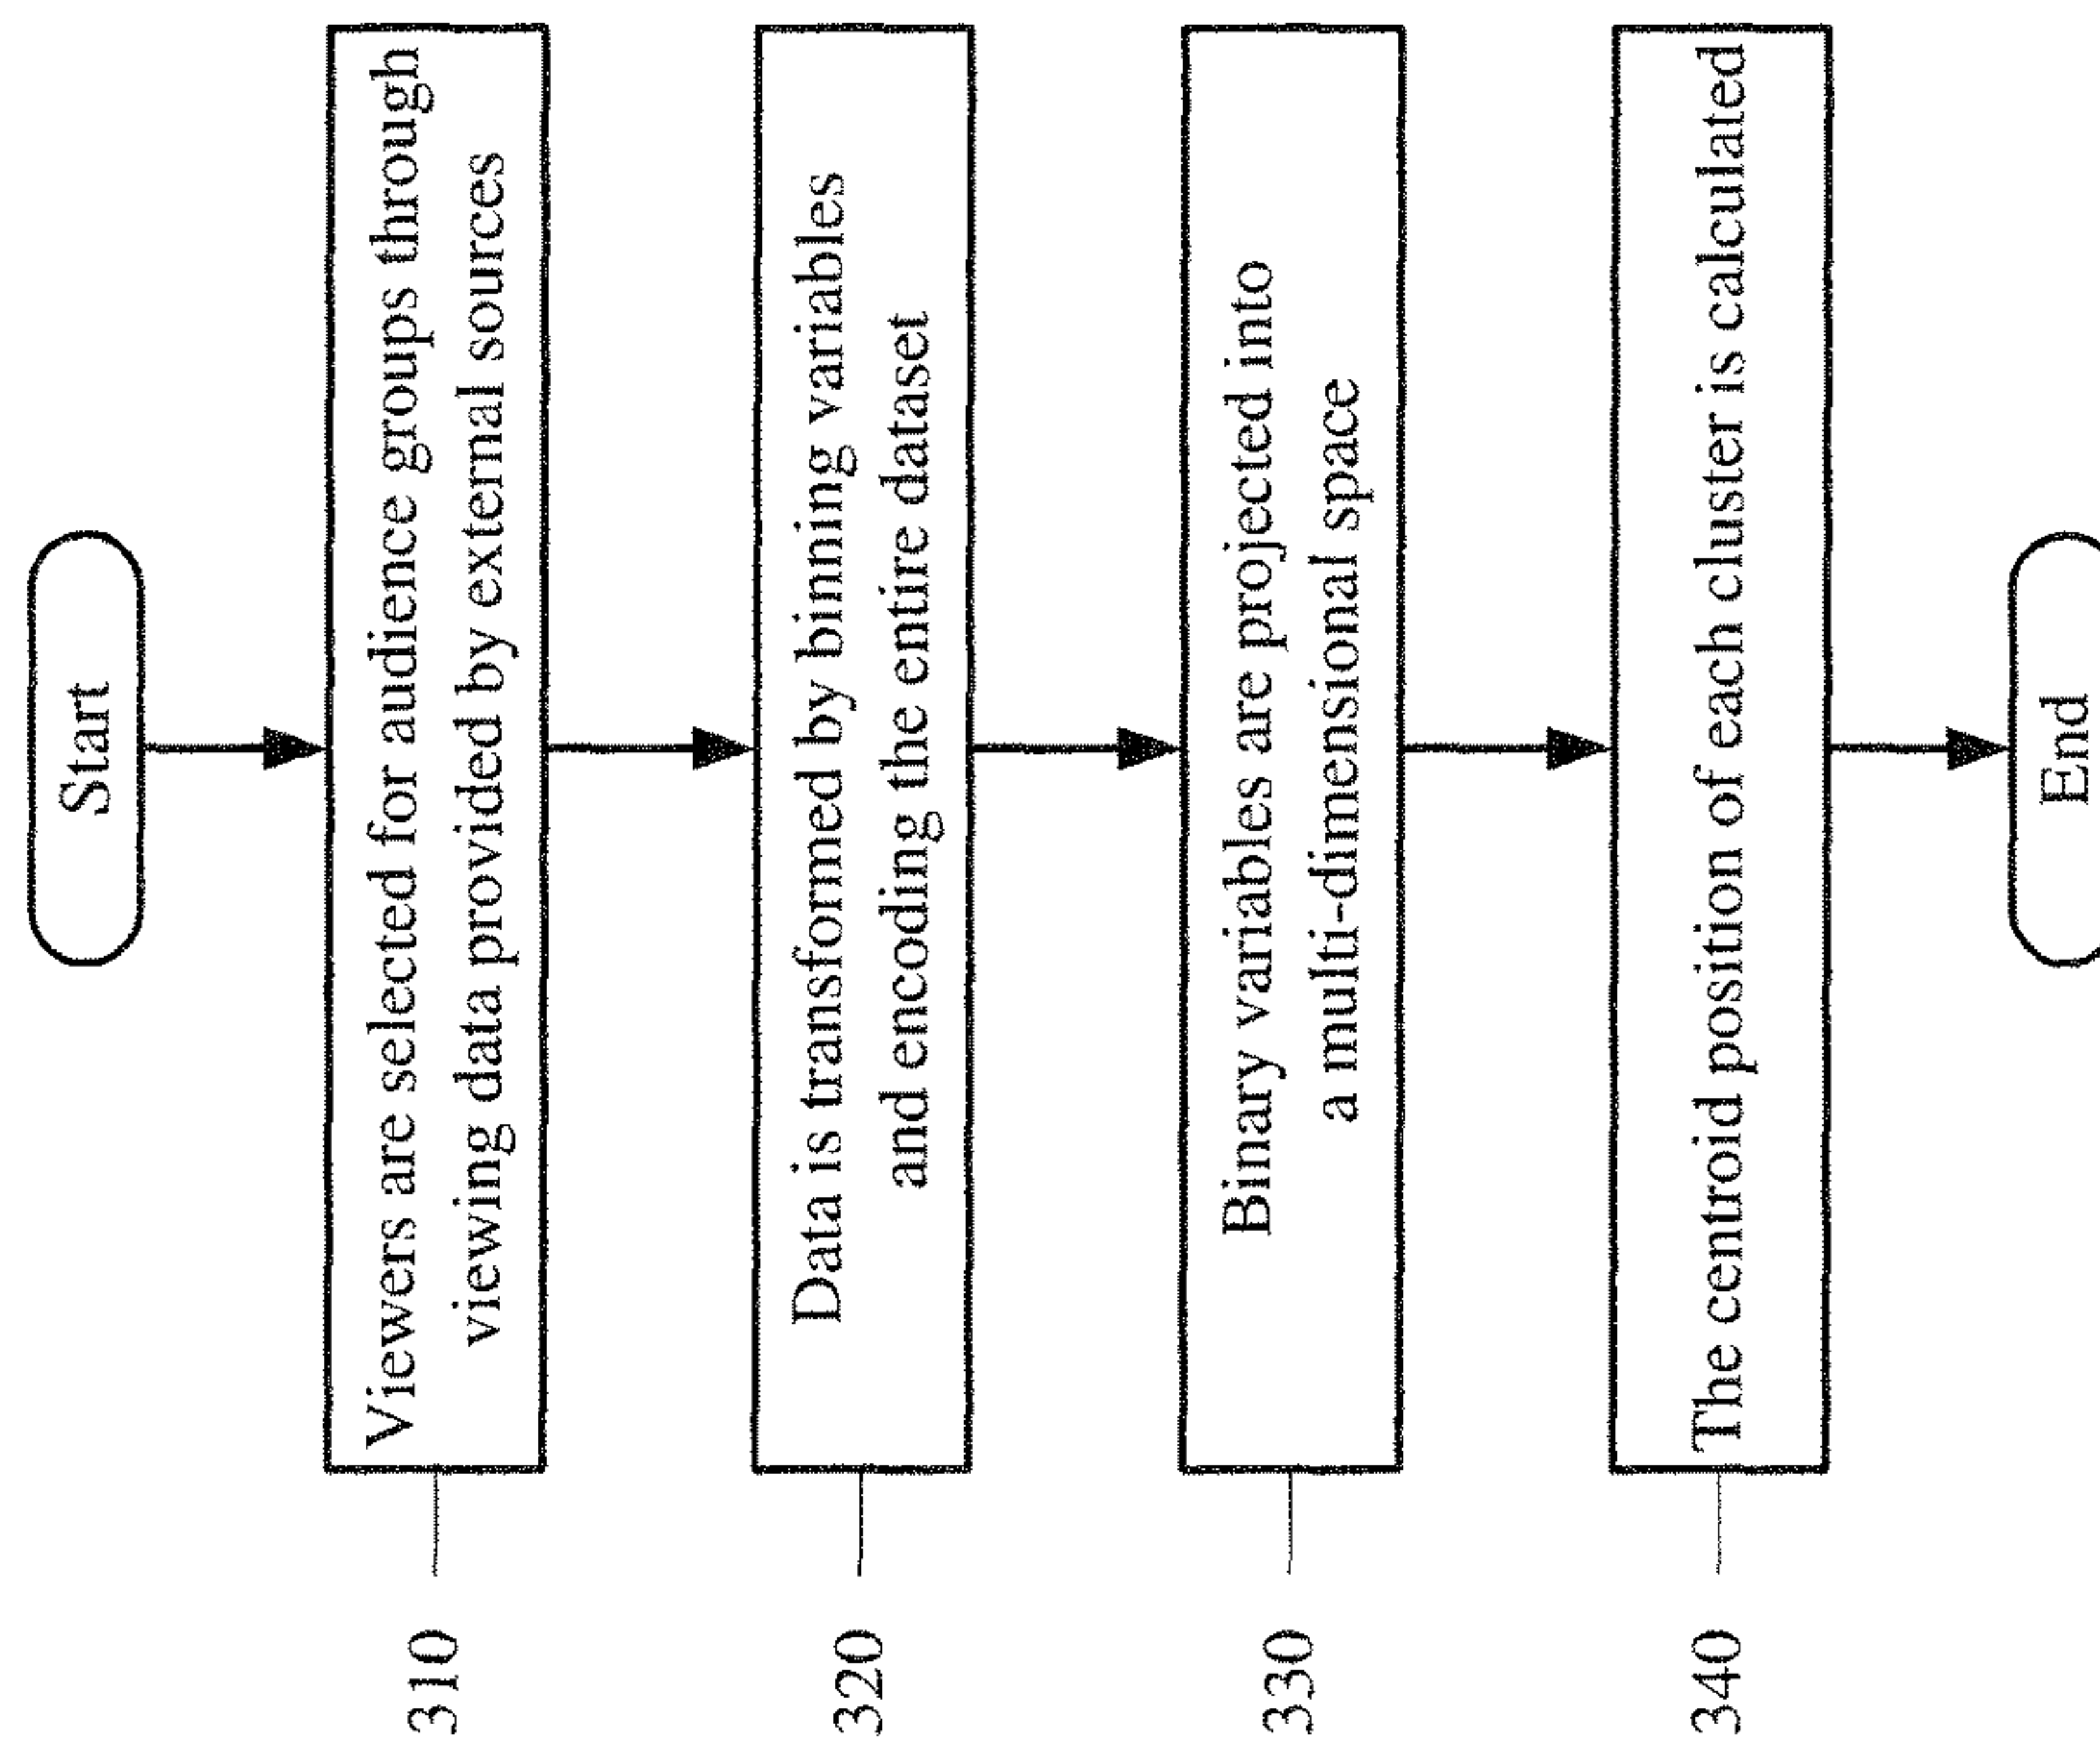 Start
310
Viewers are selected for audience groups through
viewing data provided by external sources
320
Data is transformed by binning variables
and encoding the entire dataset
330
Binary variables are projected into
a multi-dimensional space
340
The centroid position of each cluster is calculated
End